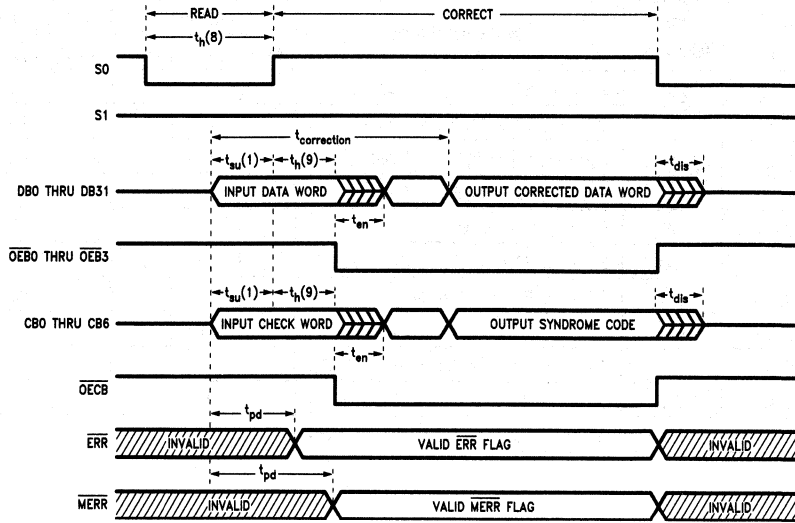 READ CORRECT
th(8)
S0
S1
tcorrection
tsu(1) th(9) tdis
DB0 THRU DB31 INPUT DATA WORD OUTPUT CORRECTED DATA WORD
ten
OEB0 THRU OEB3
tsu(1) th(9) tdis
CB0 THRU CB6 INPUT CHECK WORD OUTPUT SYNDROME CODE
ten
OECB
tpd
ERR INVALID VALID ERR FLAG INVALID
tpd
MERR INVALID VALID MERR FLAG INVALID